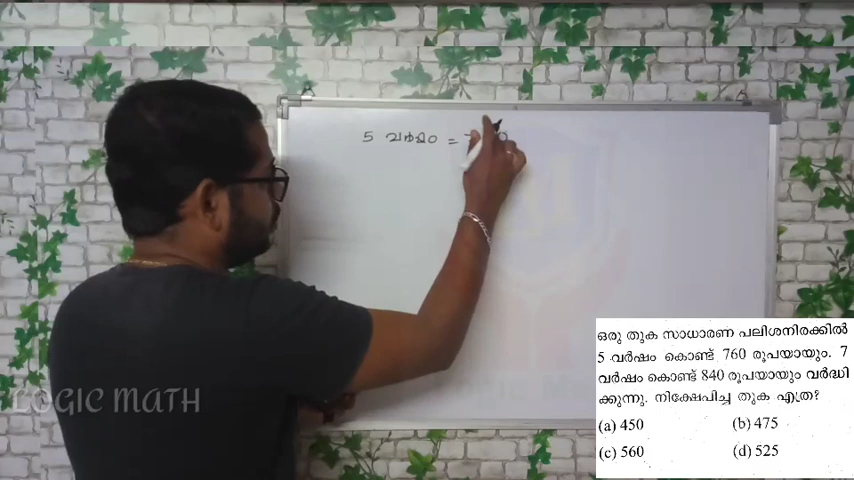 5 വർഷം =
ഒരു തുക സാധാരണ പലിശനിരക്കിൽ
5 വർഷം കൊണ്ട് 760 രൂപയായും. 7
വർഷം കൊണ്ട് 840 രൂപയായും വർദ്ധി
ക്കുന്നു. നിക്ഷേപിച്ച തുക എത്ര?
(a) 450 (b) 475
(c) 560 (d) 525
LOGIC MATH